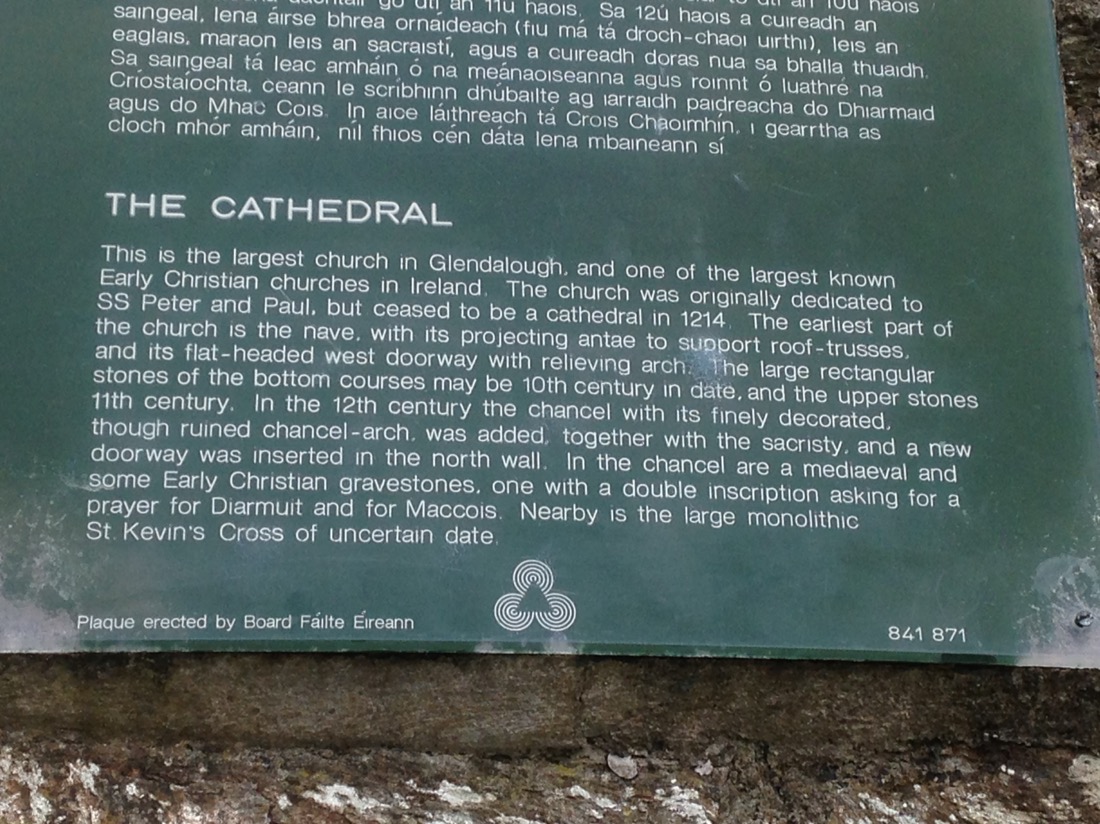 go dtí an 11ú haois. Sa 12ú haois a cuireadh an
saingeal, lena áirse bhrea ornáideach (fiu má tá droch-chaoi uirthi), leis an
eaglais, maraon leis an sacraistí, agus a cuireadh doras nua sa bhalla thuaidh.
Sa saingeal tá leac amháin ó na meánaoiseanna agus roinnt ó luathré na
Críostaíochta, ceann le scríbhinn dhúbailte ag iarraidh paidreacha do Dhiarmaid
agus do Mhac Cois. In aice láithreach tá Crois Chaoimhín, i gearrtha as
cloch mhór amháin, níl fhios cén dáta lena mbaineann sí
THE CATHEDRAL
This is the largest church in Glendalough, and one of the largest known
Early Christian churches in Ireland. The church was originally dedicated to
SS Peter and Paul, but ceased to be a cathedral in 1214. The earliest part of
the church is the nave, with its projecting antae to support roof-trusses,
and its flat-headed west doorway with relieving arch. The large rectangular
stones of the bottom courses may be 10th century in date, and the upper stones
11th century. In the 12th century the chancel with its finely decorated,
though ruined chancel-arch, was added, together with the sacristy, and a new
doorway was inserted in the north wall. In the chancel are a mediaeval and
some Early Christian gravestones, one with a double inscription asking for a
prayer for Diarmuit and for Maccois. Nearby is the large monolithic
St. Kevin's Cross of uncertain date.
Plaque erected by Board Fáilte Éireann
841 871